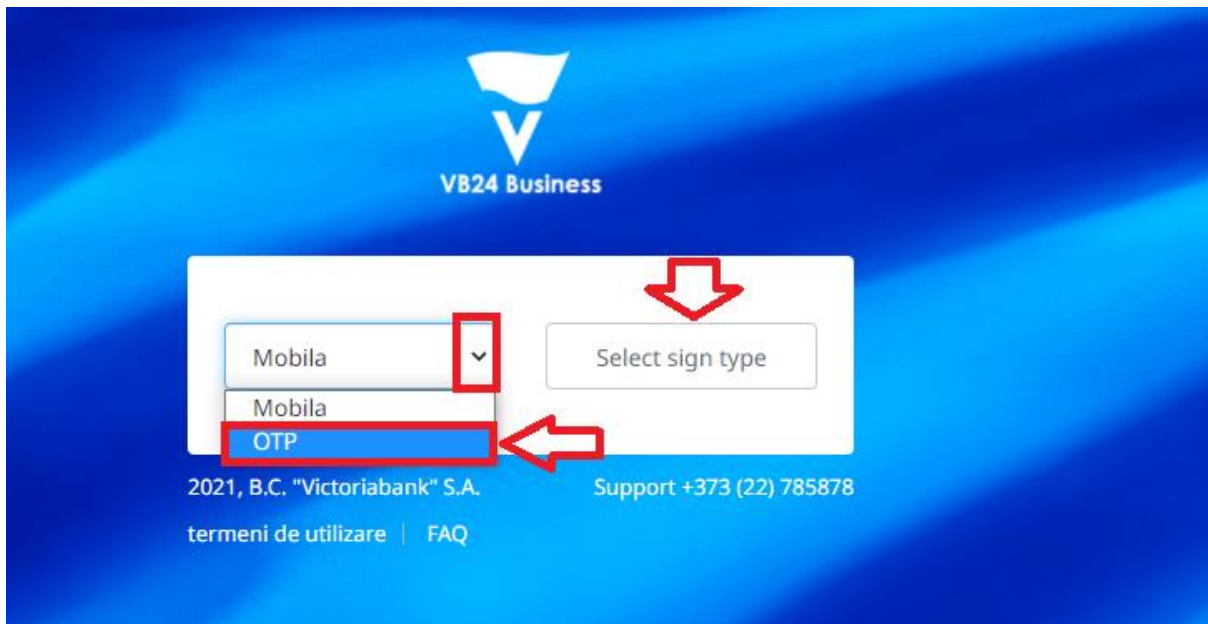 VB24 Business
Mobila
Select sign type
Mobila
OTP
2021, B.C. "Victoriabank" S.A.
Support +373 (22) 785878
termeni de utilizare | FAQ